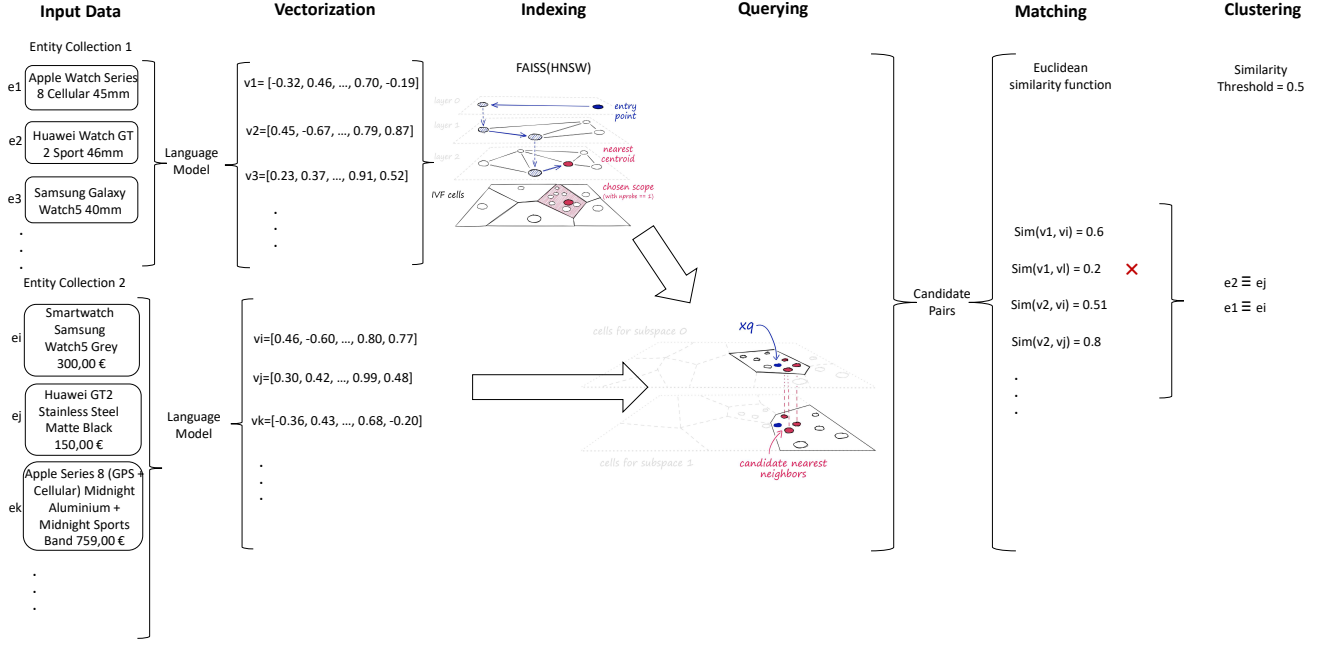 Input Data
Vectorization
Indexing
Querying
Matching
Clustering
Entity Collection 1
e1
Apple Watch Series
8 Cellular 45mm
e2
Huawei Watch GT
2 Sport 46mm
e3
Samsung Galaxy
Watch5 40mm
.
.
.
Language
Model
v1= [-0.32, 0.46, ..., 0.70, -0.19]
v2=[0.45, -0.67, ..., 0.79, 0.87]
v3=[0.23, 0.37, ..., 0.91, 0.52]
.
.
.
FAISS(HNSW)
layer 0
entry
point
layer 1
nearest
centroid
layer 2
IVF cells
chosen scope
(with nprobe == 1)
Entity Collection 2
ei
Smartwatch
Samsung
Watch5 Grey
300,00 €
ej
Huawei GT2
Stainless Steel
Matte Black
150,00 €
ek
Apple Series 8 (GPS +
Cellular) Midnight
Aluminium +
Midnight Sports
Band 759,00 €
.
.
.
Language
Model
vi=[0.46, -0.60, ..., 0.80, 0.77]
vj=[0.30, 0.42, ..., 0.99, 0.48]
vk=[-0.36, 0.43, ..., 0.68, -0.20]
.
.
.
cells for subspace 0
xq
cells for subspace 1
candidate nearest
neighbors
Candidate
Pairs
Euclidean
similarity function
Sim(v1, vi) = 0.6
Sim(v1, vl) = 0.2
Sim(v2, vi) = 0.51
Sim(v2, vj) = 0.8
.
.
.
Similarity
Threshold = 0.5
e2 ≡ ej
e1 ≡ ei